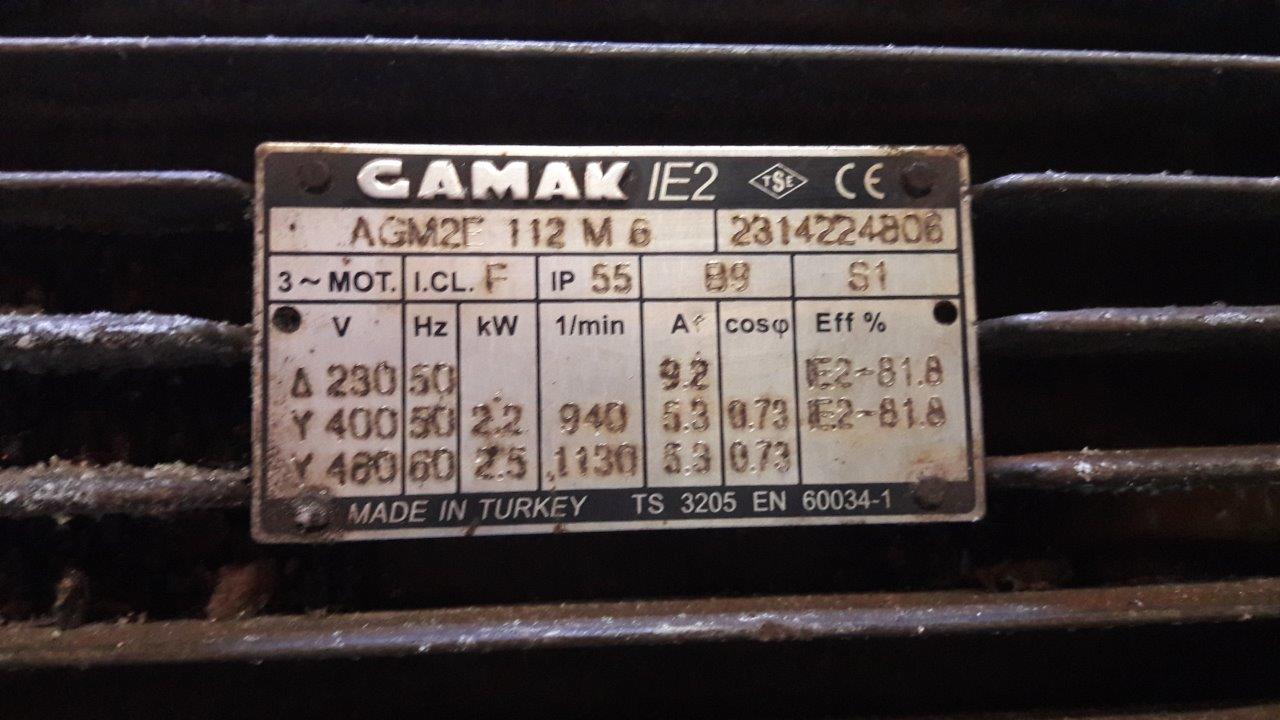 GAMAK IE2 TSE CE
AGM2E 112 M 6 2314224806
3 ~ MOT. I.CL. F IP 55 B9 S1
V Hz kW 1/min A cosφ Eff %
Δ 230 50 9.2 IE2-81.8
Y 400 50 2.2 940 5.3 0.73 IE2-81.8
Y 460 60 2.5 1130 5.3 0.73
MADE IN TURKEY TS 3205 EN 60034-1